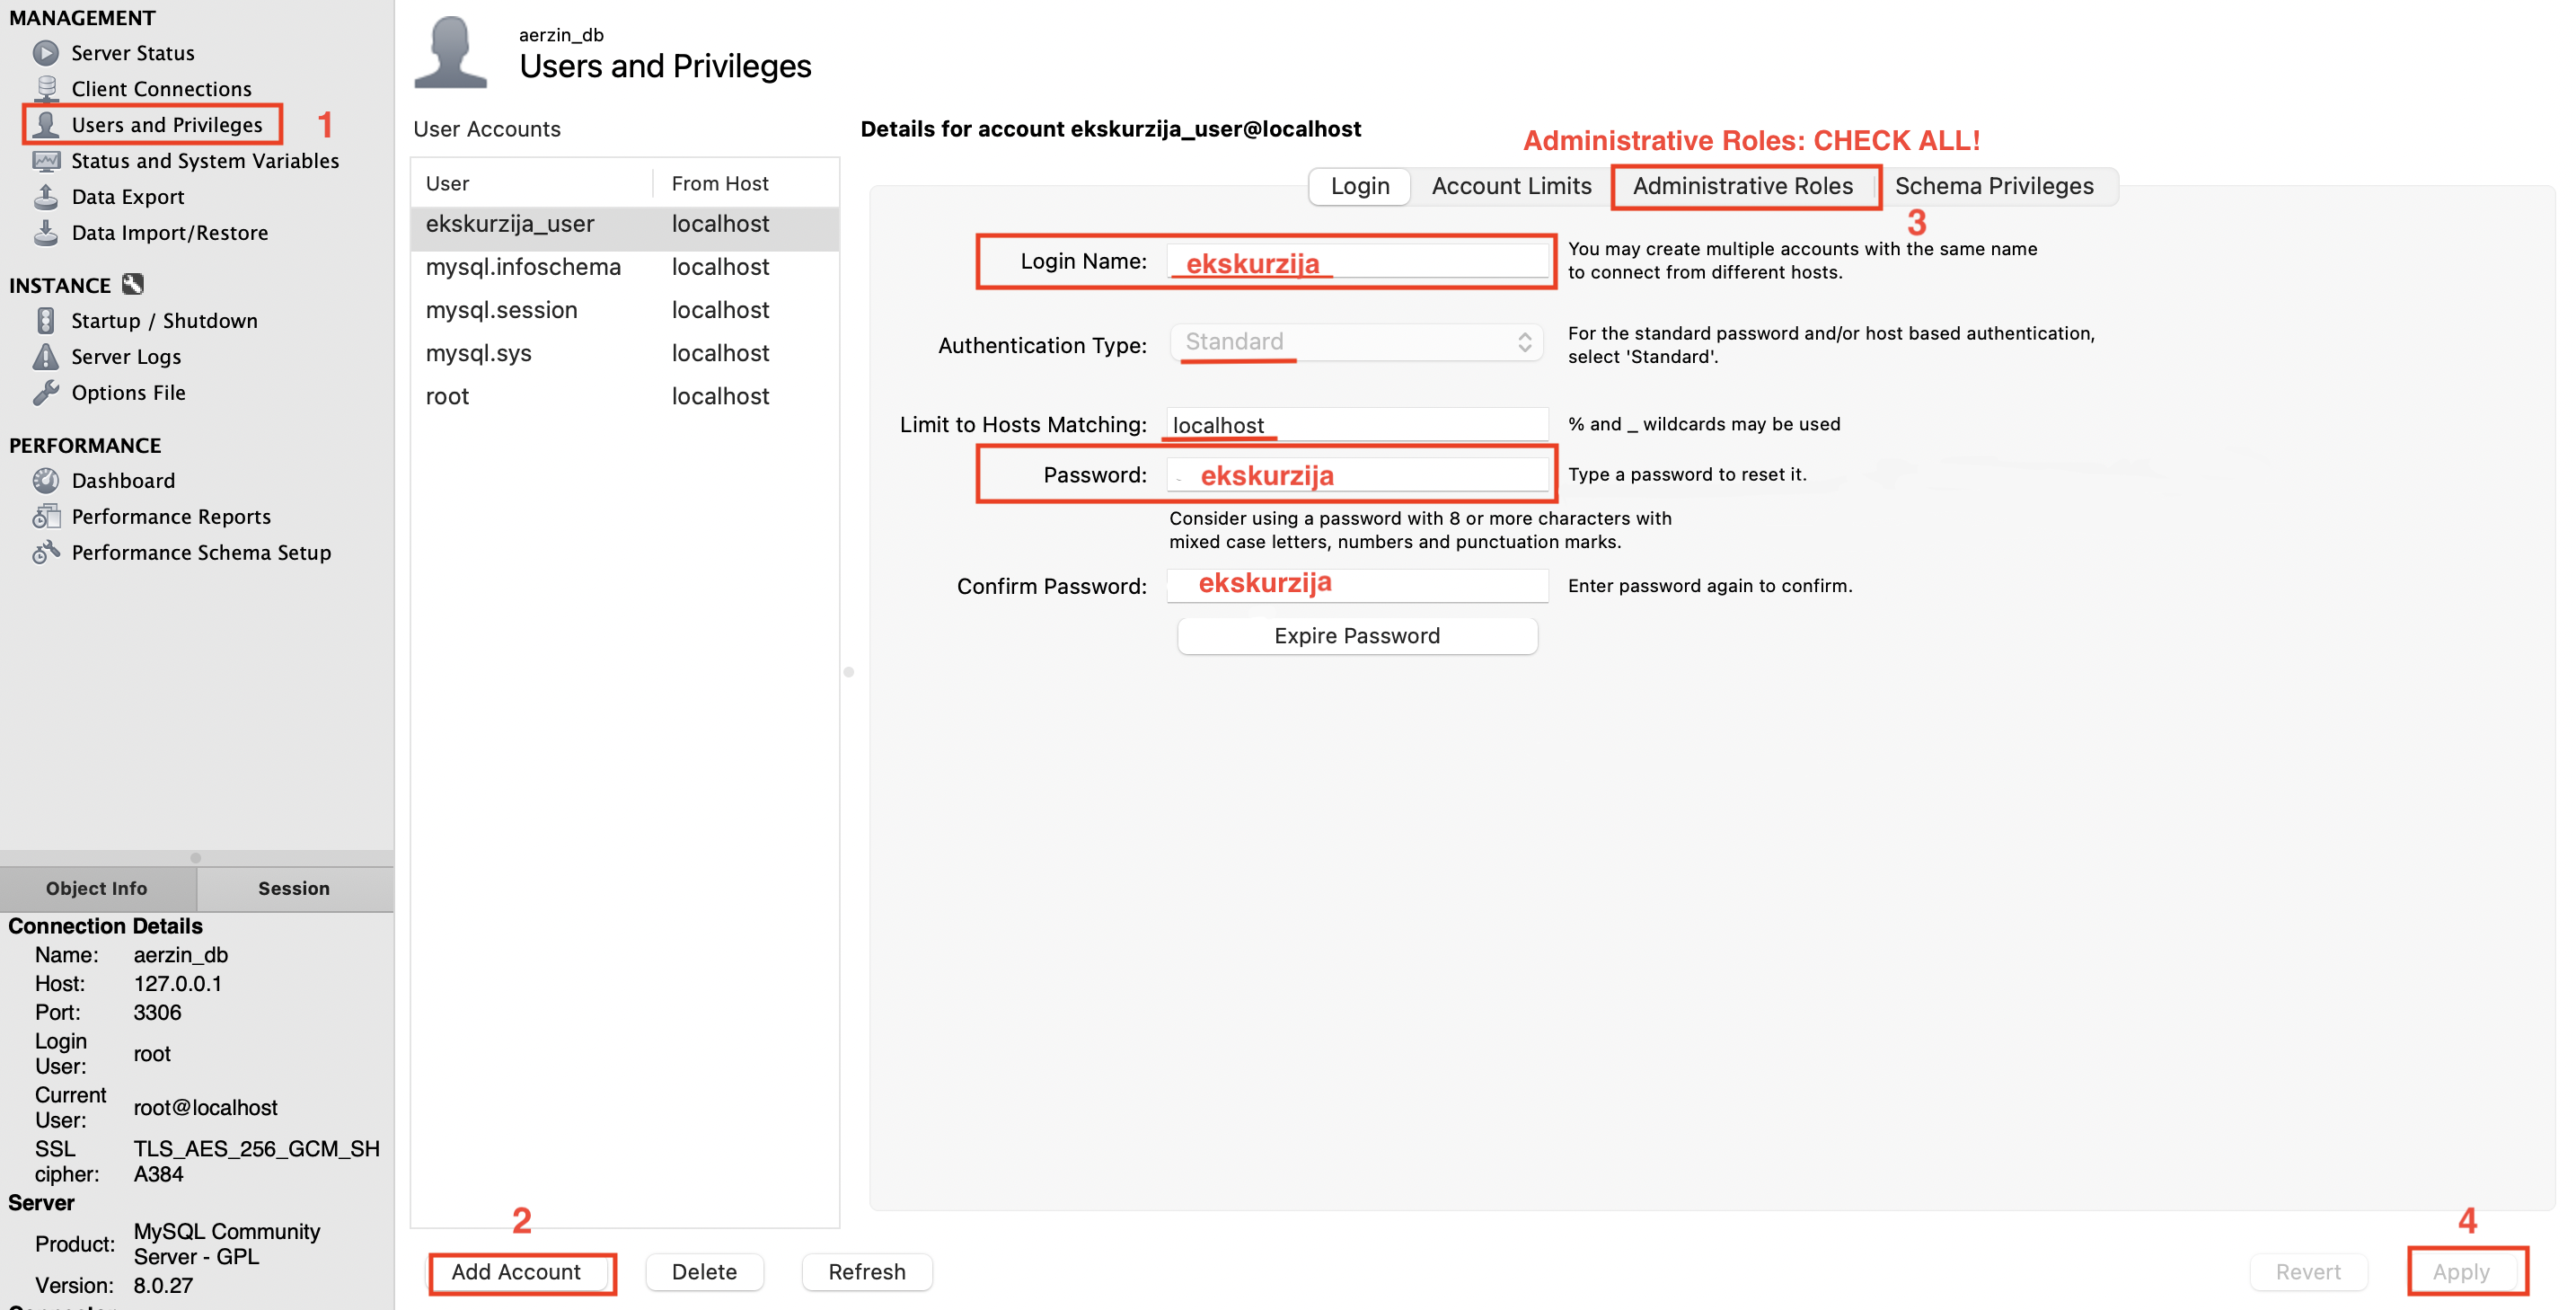 MANAGEMENT
Server Status
Client Connections
Users and Privileges
1
Status and System Variables
Data Export
Data Import/Restore
INSTANCE
Startup / Shutdown
Server Logs
Options File
PERFORMANCE
Dashboard
Performance Reports
Performance Schema Setup
Object Info
Session
Connection Details
Name: aerzin_db
Host: 127.0.0.1
Port: 3306
Login User: root
Current User: root@localhost
SSL cipher: TLS_AES_256_GCM_SHA384
Server
Product: MySQL Community Server - GPL
Version: 8.0.27
aerzin_db
Users and Privileges
User Accounts
User From Host
ekskurzija_user localhost
mysql.infoschema localhost
mysql.session localhost
mysql.sys localhost
root localhost
2
Add Account
Delete
Refresh
Details for account ekskurzija_user@localhost
Administrative Roles: CHECK ALL!
Login
Account Limits
Administrative Roles
Schema Privileges
3
Login Name: ekskurzija
You may create multiple accounts with the same name
to connect from different hosts.
Authentication Type: Standard
For the standard password and/or host based authentication,
select 'Standard'.
Limit to Hosts Matching: localhost
% and _ wildcards may be used
Password: ekskurzija
Type a password to reset it.
Consider using a password with 8 or more characters with
mixed case letters, numbers and punctuation marks.
Confirm Password: ekskurzija
Enter password again to confirm.
Expire Password
4
Revert
Apply